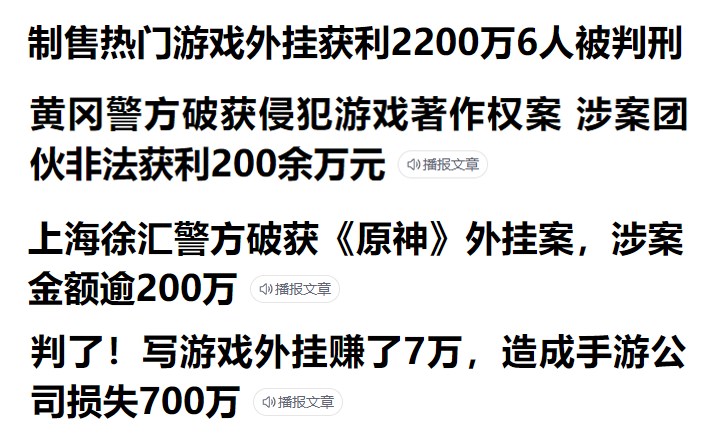 制售热门游戏外挂获利2200万6人被判刑
黄冈警方破获侵犯游戏著作权案 涉案团
伙非法获利200余万元 播报文章
上海徐汇警方破获《原神》外挂案，涉案
金额逾200万 播报文章
判了！写游戏外挂赚了7万，造成手游公
司损失700万 播报文章